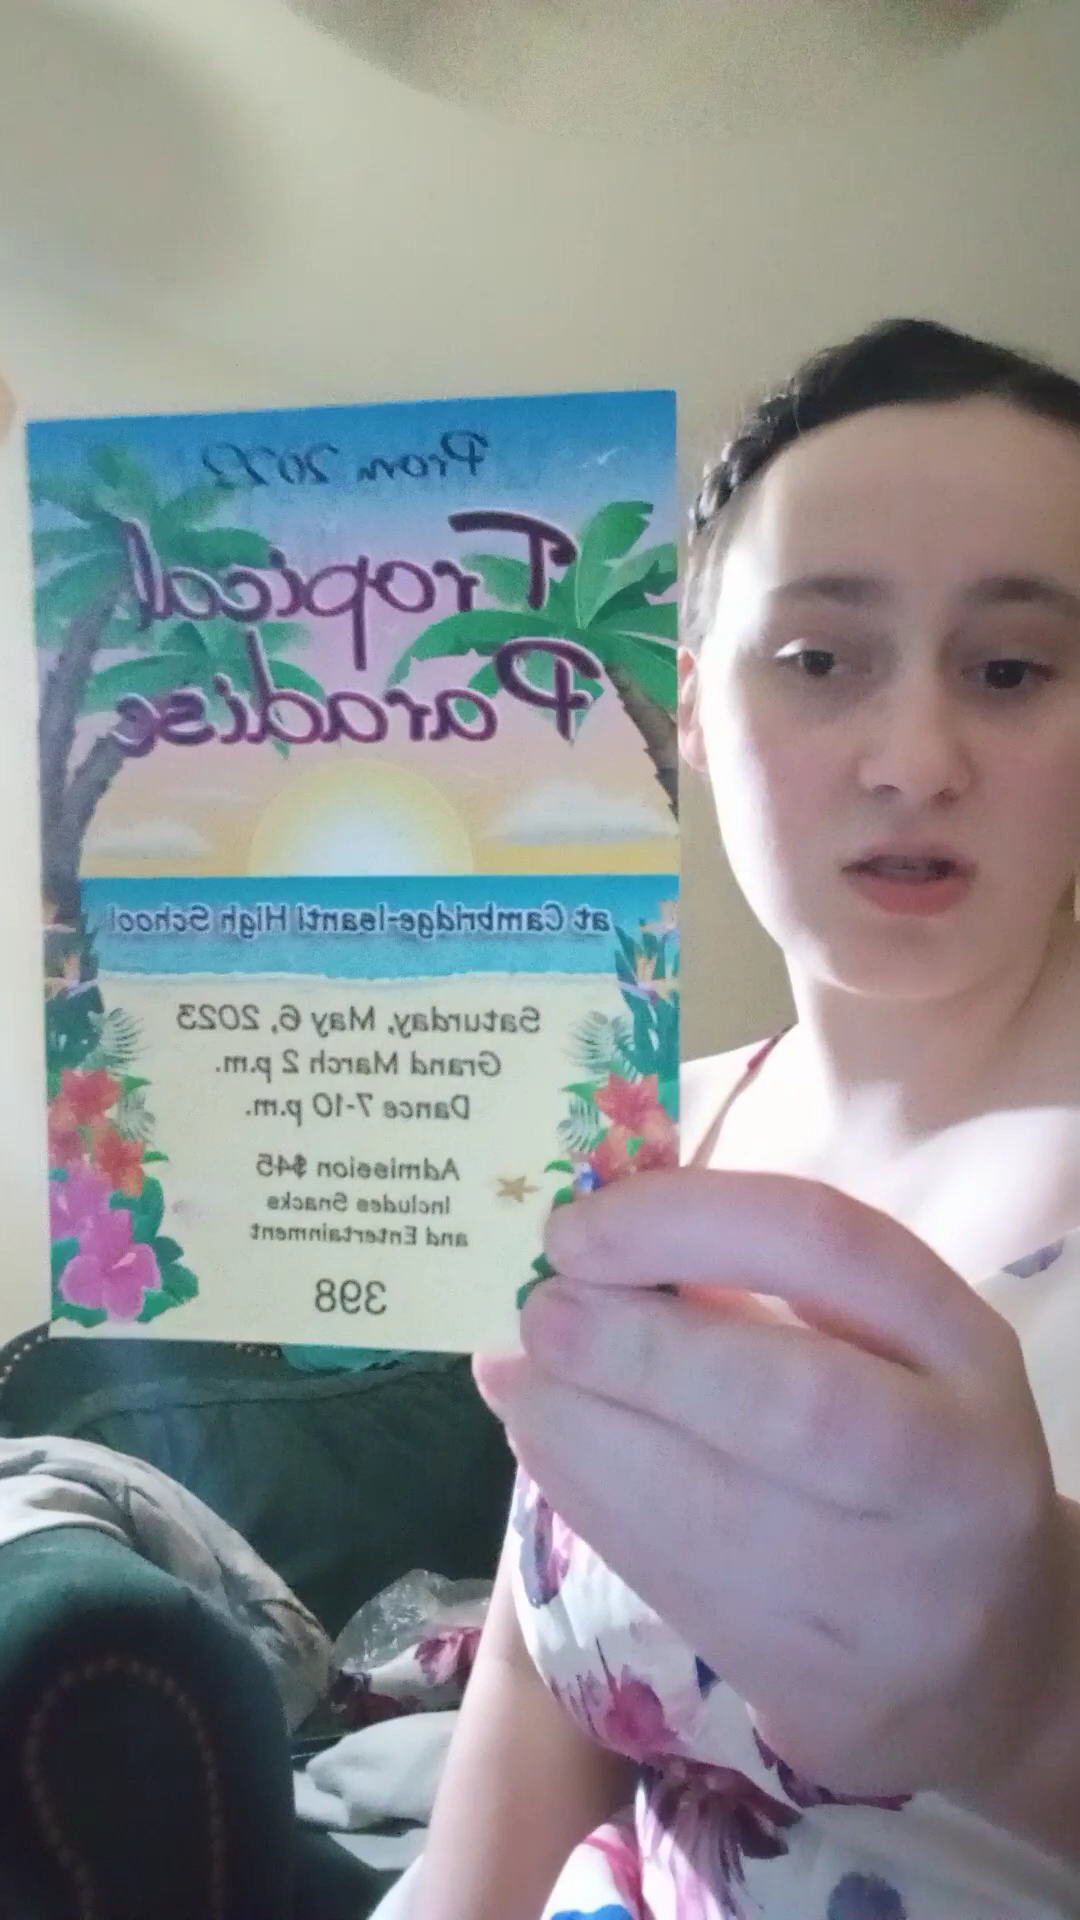 Prom 2022
Tropical
Paradise
at Cambridge-Isanti High School
Saturday, May 6, 2023
Grand March 2 p.m.
Dance 7-10 p.m.
Admission $45
Includes Snacks
and Entertainment
398